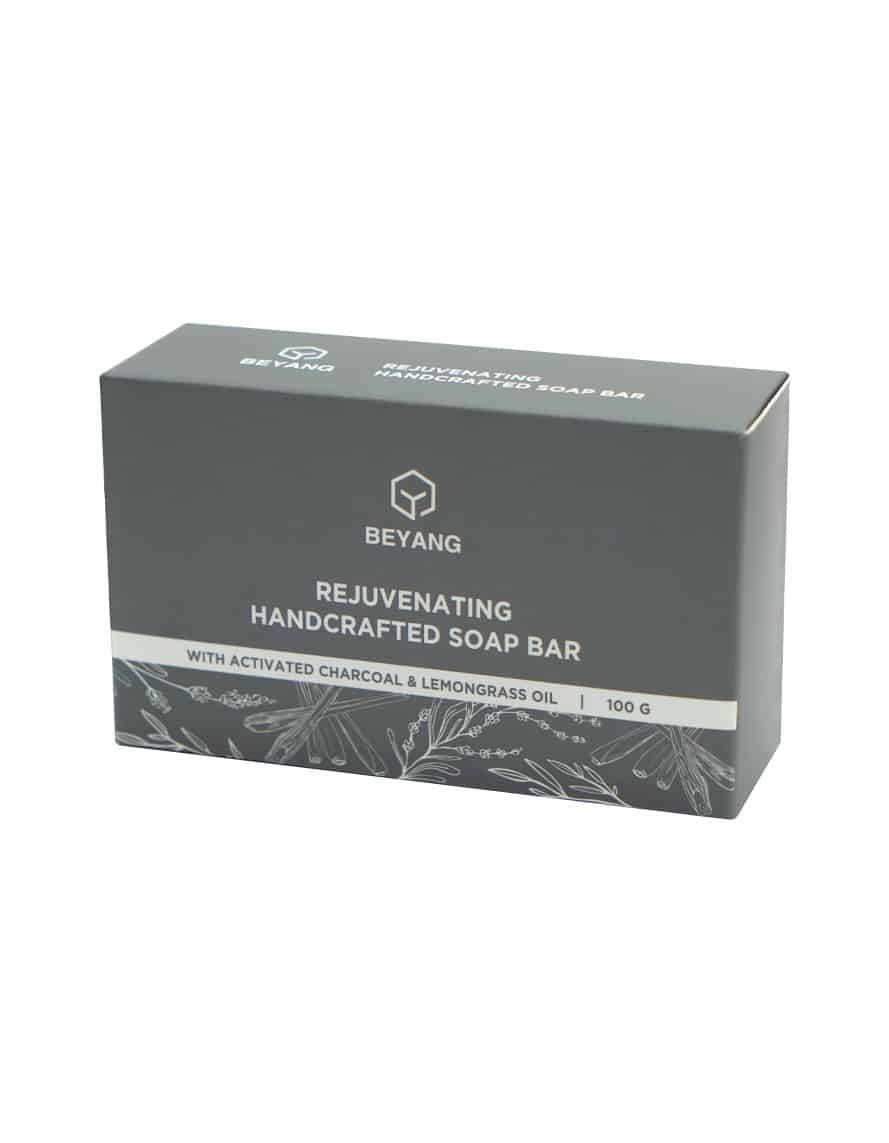 BEYANG
REJUVENATING
HANDCRAFTED SOAP BAR
BEYANG
REJUVENATING
HANDCRAFTED SOAP BAR
WITH ACTIVATED CHARCOAL & LEMONGRASS OIL | 100 G